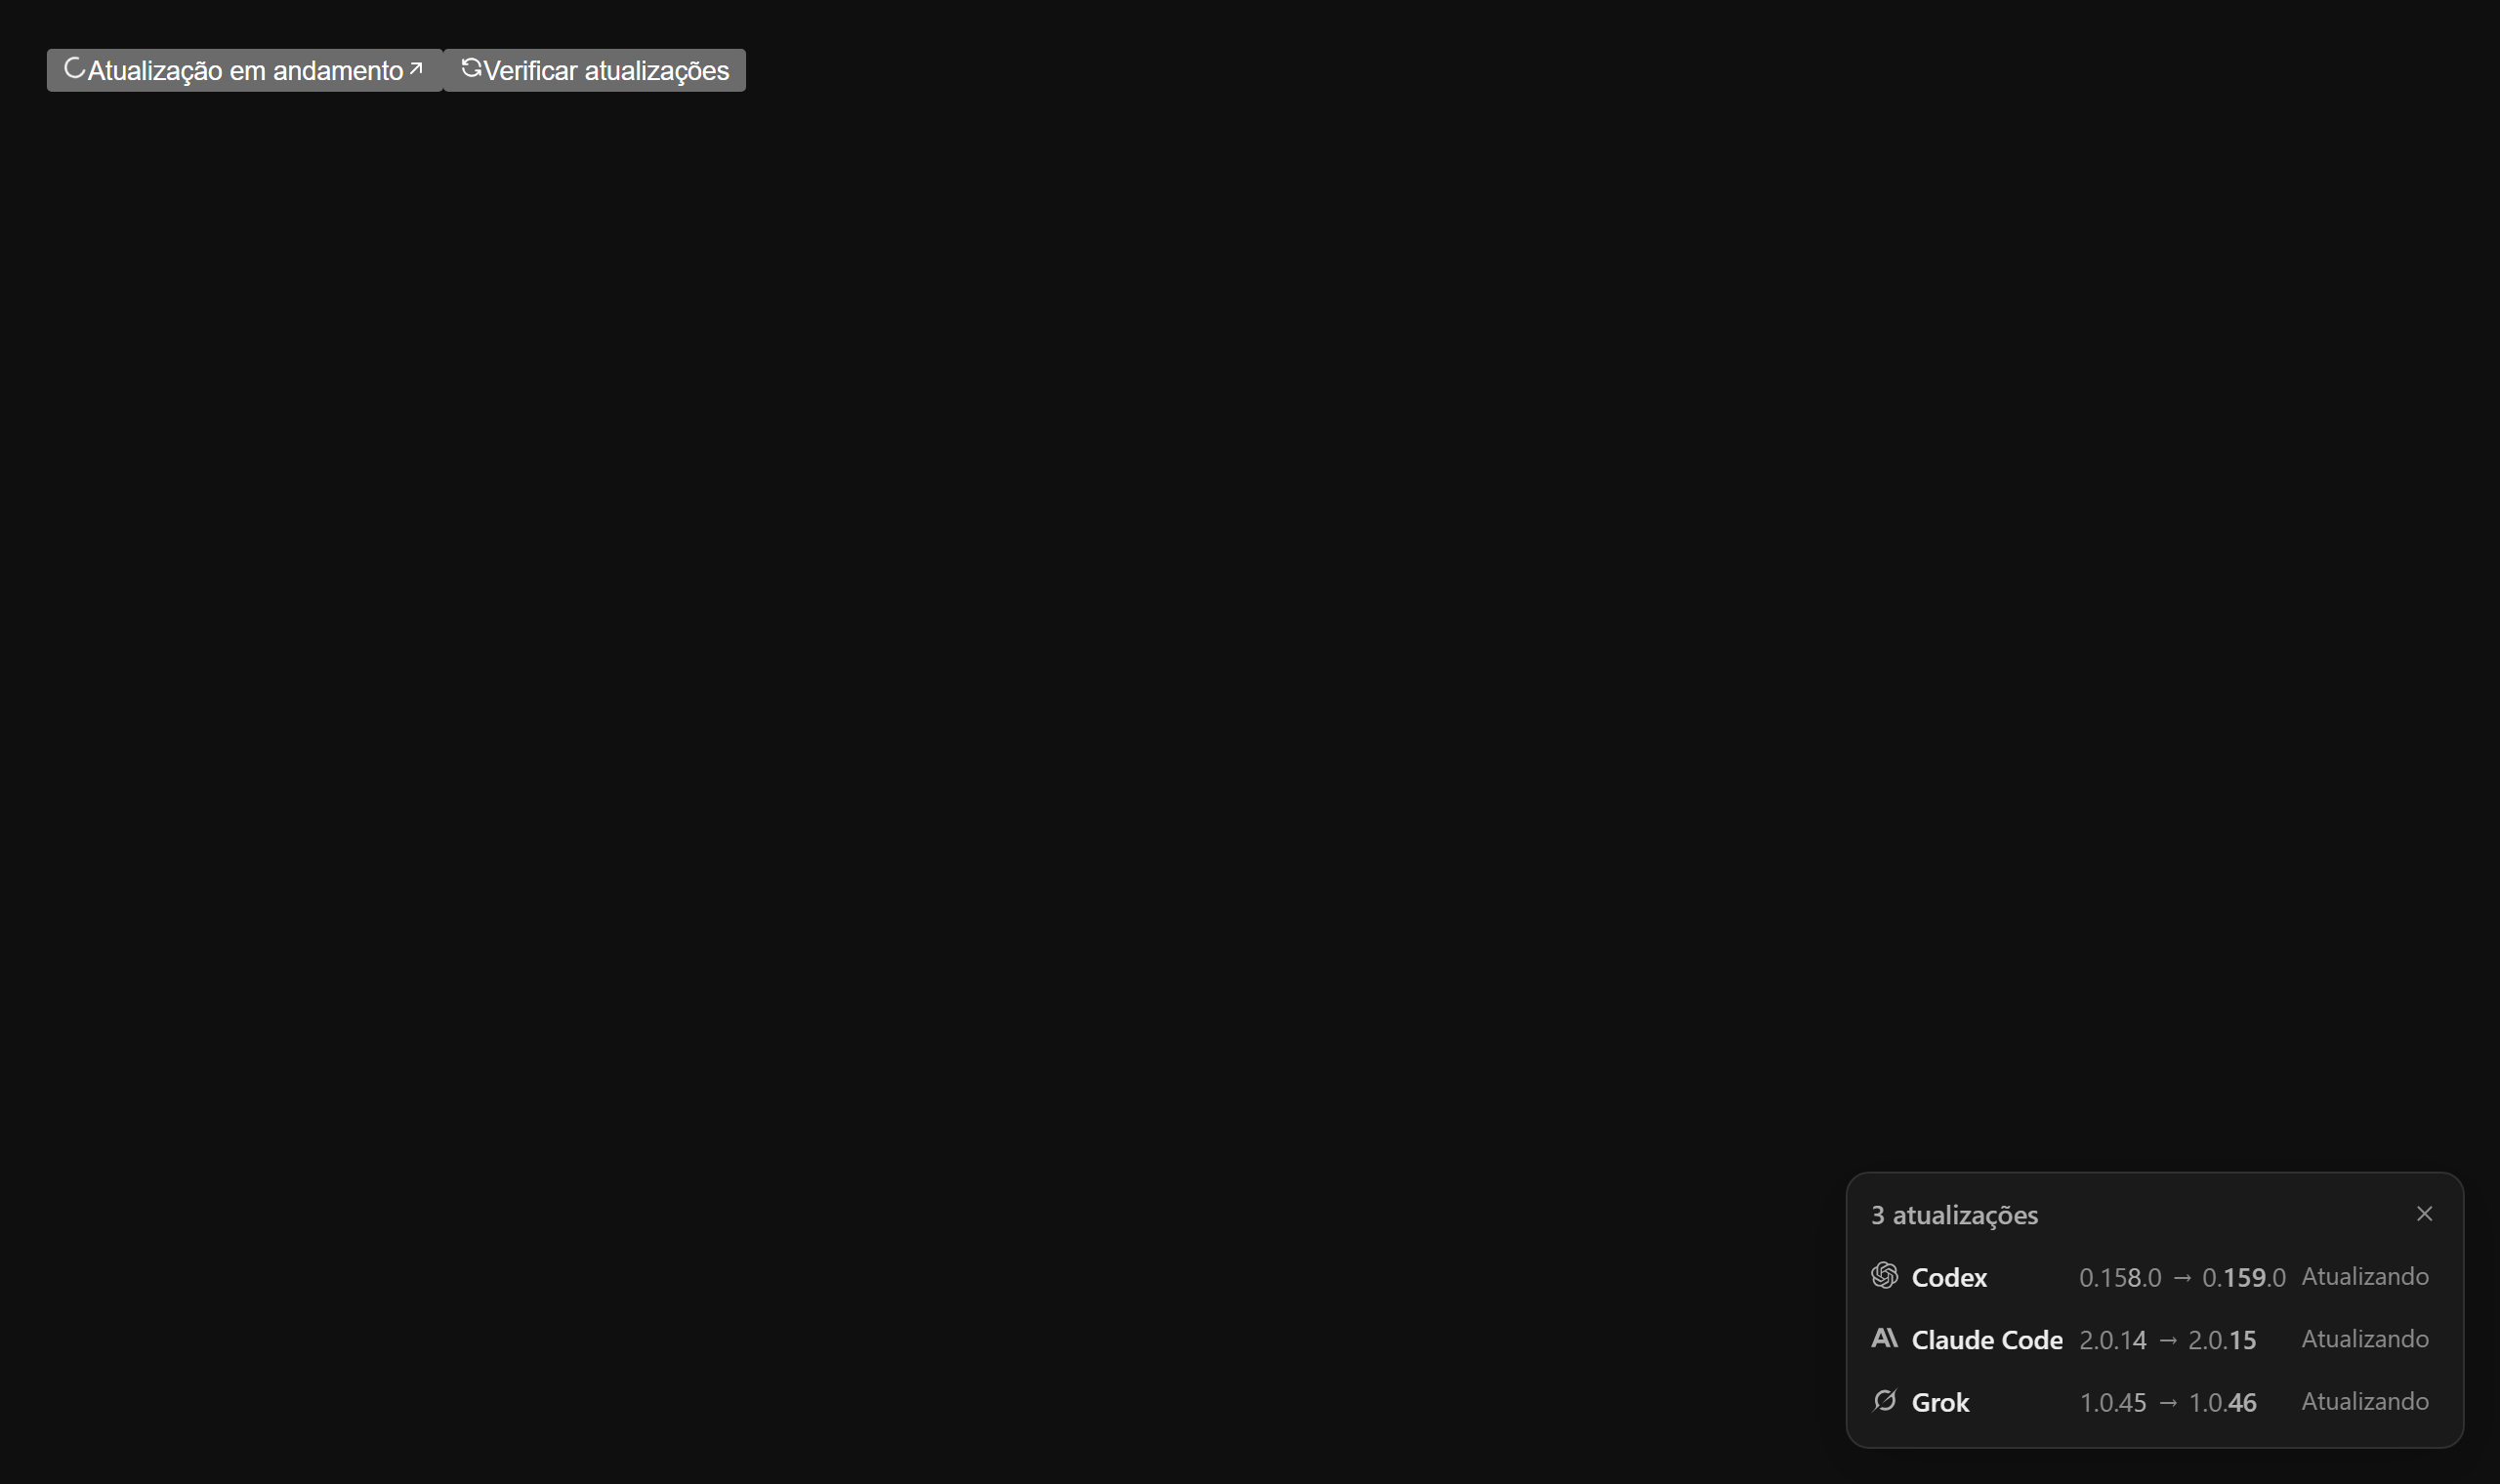 Atualização em andamento Verificar atualizações
3 atualizações
Codex 0.158.0 → 0.159.0 Atualizando
Claude Code 2.0.14 → 2.0.15 Atualizando
Grok 1.0.45 → 1.0.46 Atualizando